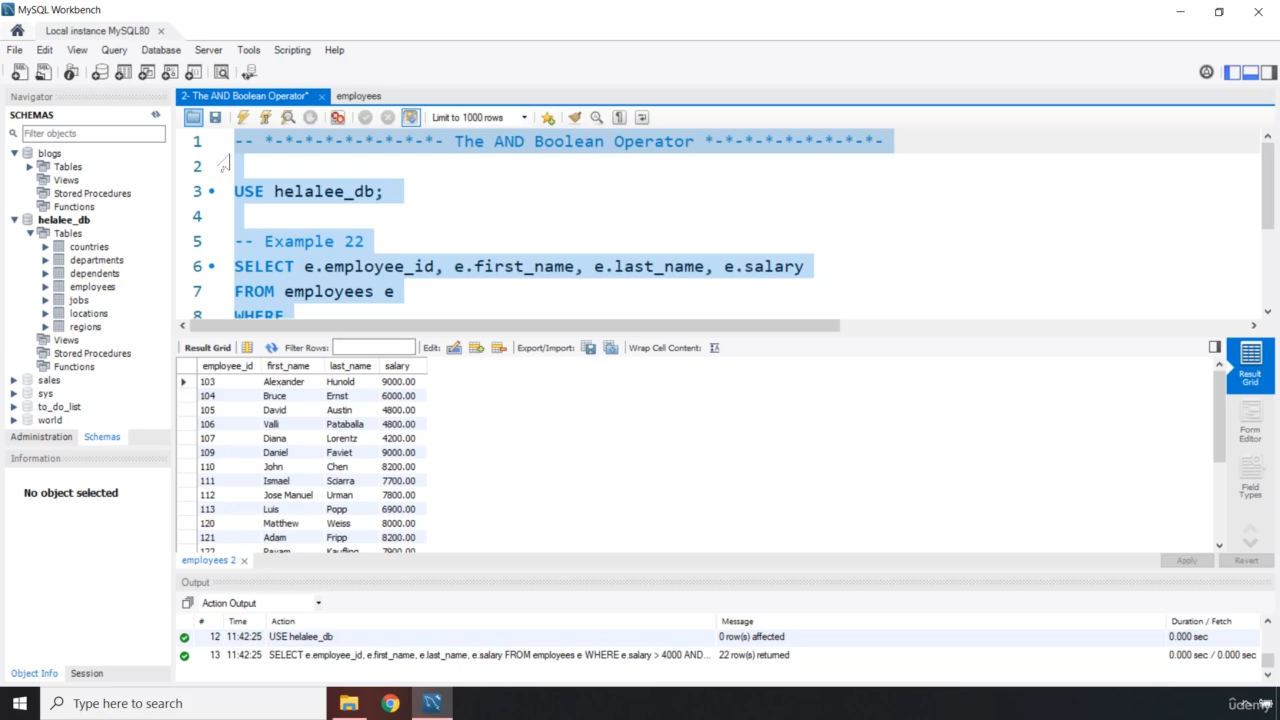 MySQL Workbench
Local instance MySQL80
File Edit View Query Database Server Tools Scripting Help
Navigator
SCHEMAS
Filter objects
blogs
Tables
Views
Stored Procedures
Functions
helalee_db
Tables
countries
departments
dependents
employees
jobs
locations
regions
Views
Stored Procedures
Functions
sales
sys
to_do_list
world
Administration Schemas
Information
No object selected
Object Info Session
2- The AND Boolean Operator* employees
Limit to 1000 rows
1 -- *-*-*-*-*-*-*-*-*- The AND Boolean Operator *-*-*-*-*-*-*-*-*-
2
3 USE helalee_db;
4
5 -- Example 22
6 SELECT e.employee_id, e.first_name, e.last_name, e.salary
7 FROM employees e
8 WHERE
Result Grid Filter Rows: Edit: Export/Import: Wrap Cell Content:
employee_id first_name last_name salary
103 Alexander Hunold 9000.00
104 Bruce Ernst 6000.00
105 David Austin 4800.00
106 Valli Pataballa 4800.00
107 Diana Lorentz 4200.00
109 Daniel Faviet 9000.00
110 John Chen 8200.00
111 Ismael Sciarra 7700.00
112 Jose Manuel Urman 7800.00
113 Luis Popp 6900.00
120 Matthew Weiss 8000.00
121 Adam Fripp 8200.00
122 Payam Kaufling 7900.00
Result Grid
Form Editor
Field Types
employees 2
Apply Revert
Output
Action Output
# Time Action Message Duration / Fetch
12 11:42:25 USE helalee_db 0 row(s) affected 0.000 sec
13 11:42:25 SELECT e.employee_id, e.first_name, e.last_name, e.salary FROM employees e WHERE e.salary > 4000 AND... 22 row(s) returned 0.000 sec / 0.000 sec
Type here to search
udemy